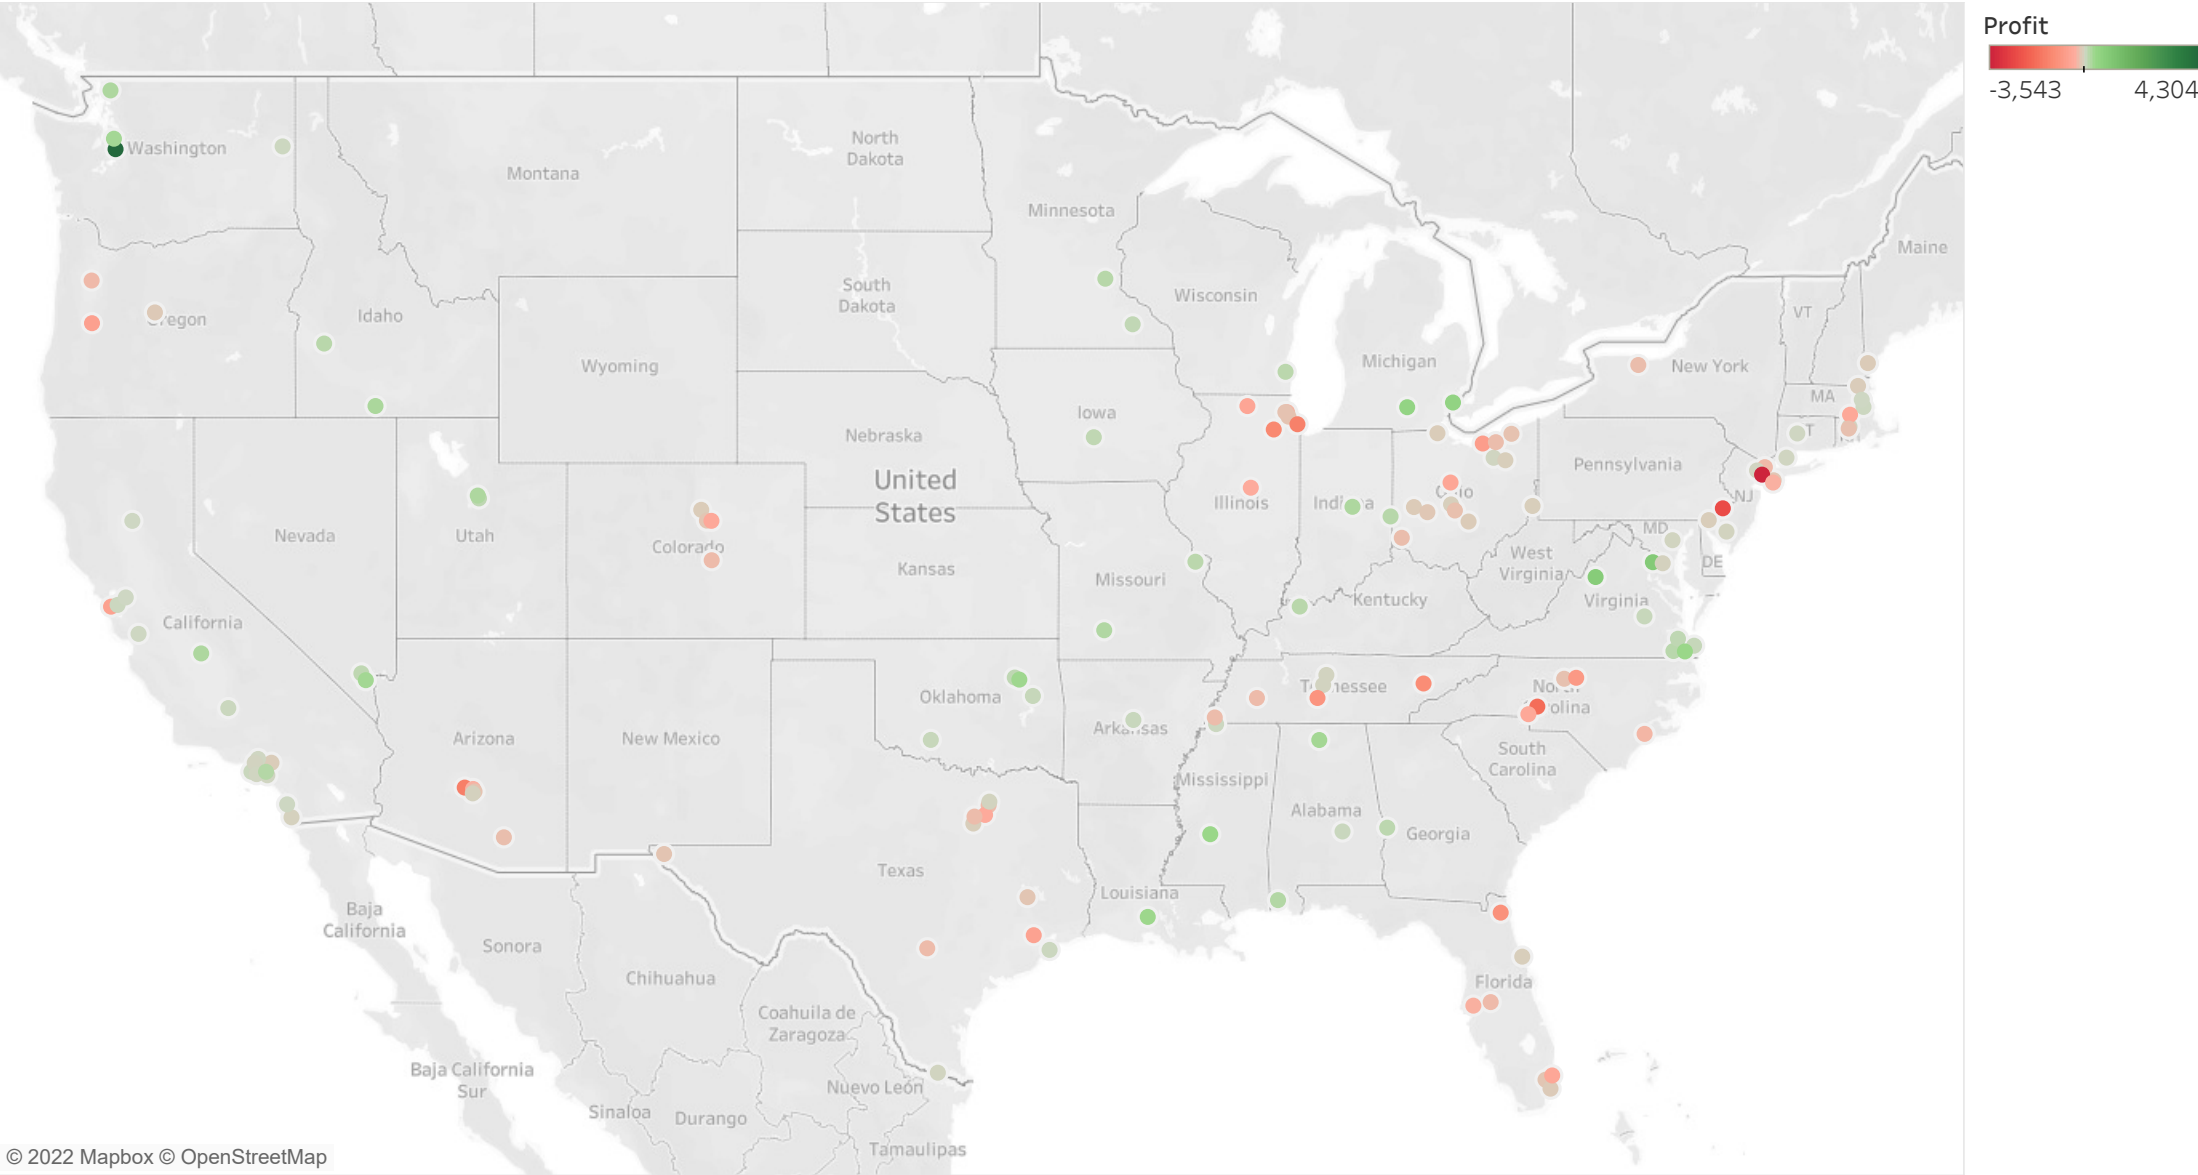 Profit
-3,543 4,304
Washington
Montana
North
Dakota
Minnesota
Maine
South
Dakota
Wisconsin
Idaho
VT
Wyoming
Michigan
New York
Iowa
MA
Nebraska
Pennsylvania
United
States
NJ
Illinois
Nevada
Utah
Colorado
MD
Kansas
West
Virginia
DE
Missouri
California
Kentucky
Virginia
Oklahoma
Arizona
New Mexico
Arkansas
South
Carolina
Mississippi
Alabama
Georgia
Texas
Louisiana
Baja
California
Sonora
Chihuahua
Florida
Coahuila de
Zaragoza
Baja California
Sur
Nuevo León
Sinaloa
Durango
Tamaulipas
© 2022 Mapbox © OpenStreetMap